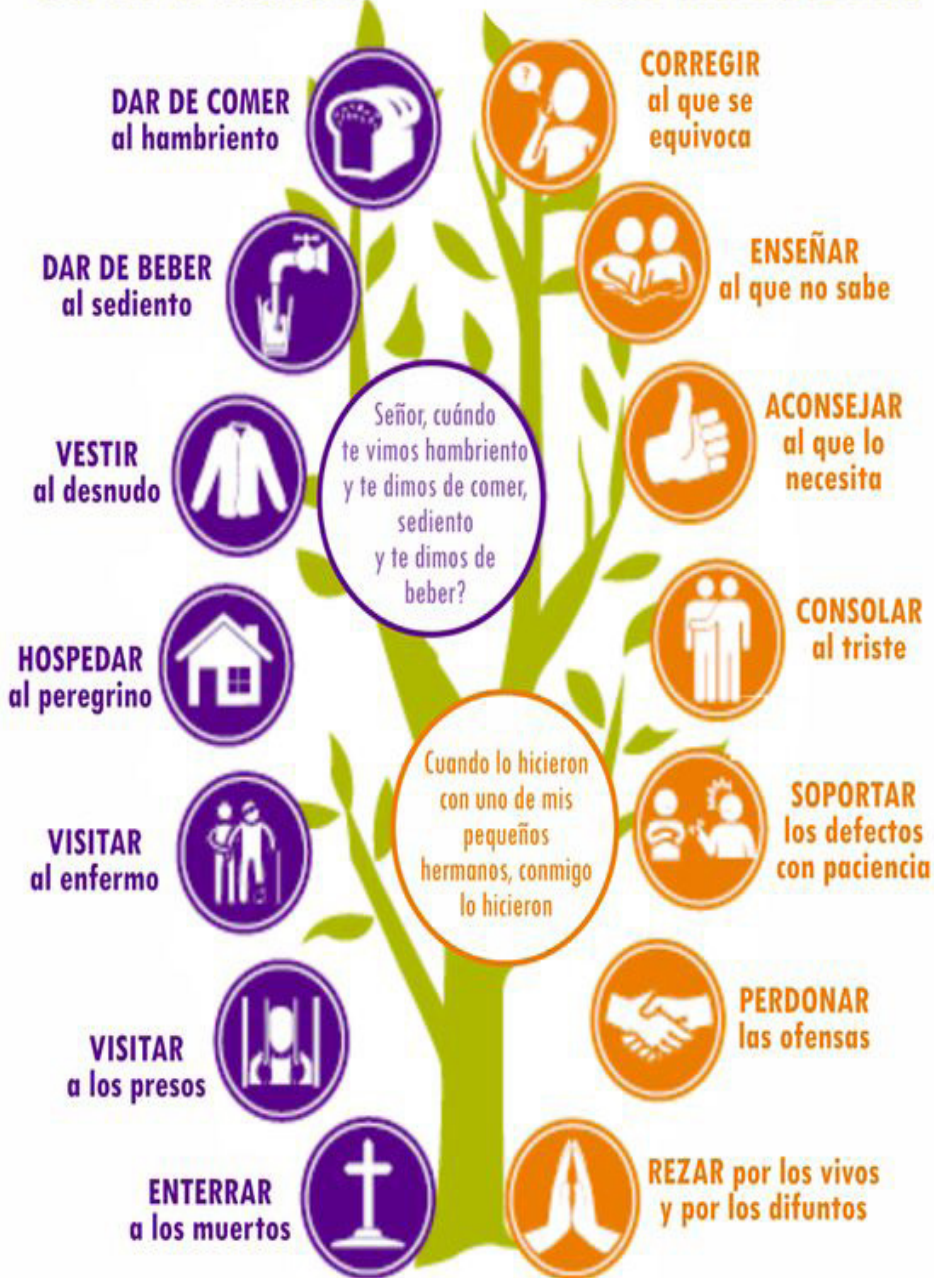 DAR DE COMER
al hambriento
DAR DE BEBER
al sediento
VESTIR
al desnudo
HOSPEDAR
al peregrino
VISITAR
al enfermo
VISITAR
a los presos
ENTERRAR
a los muertos
Señor, cuándo
te vimos hambriento
y te dimos de comer,
sediento
y te dimos de
beber?
Cuando lo hicieron
con uno de mis
pequeños
hermanos, conmigo
lo hicieron
?
CORREGIR
al que se
equivoca
ENSEÑAR
al que no sabe
ACONSEJAR
al que lo
necesita
CONSOLAR
al triste
SOPORTAR
los defectos
con paciencia
PERDONAR
las ofensas
REZAR por los vivos
y por los difuntos